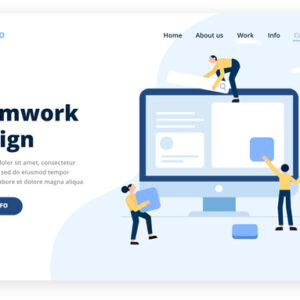 O
Home About us Work Info C
mwork
ign
dolor sit amet, consectetur
sed do eiusmod tempor
abore et dolore magna aliqua
FO